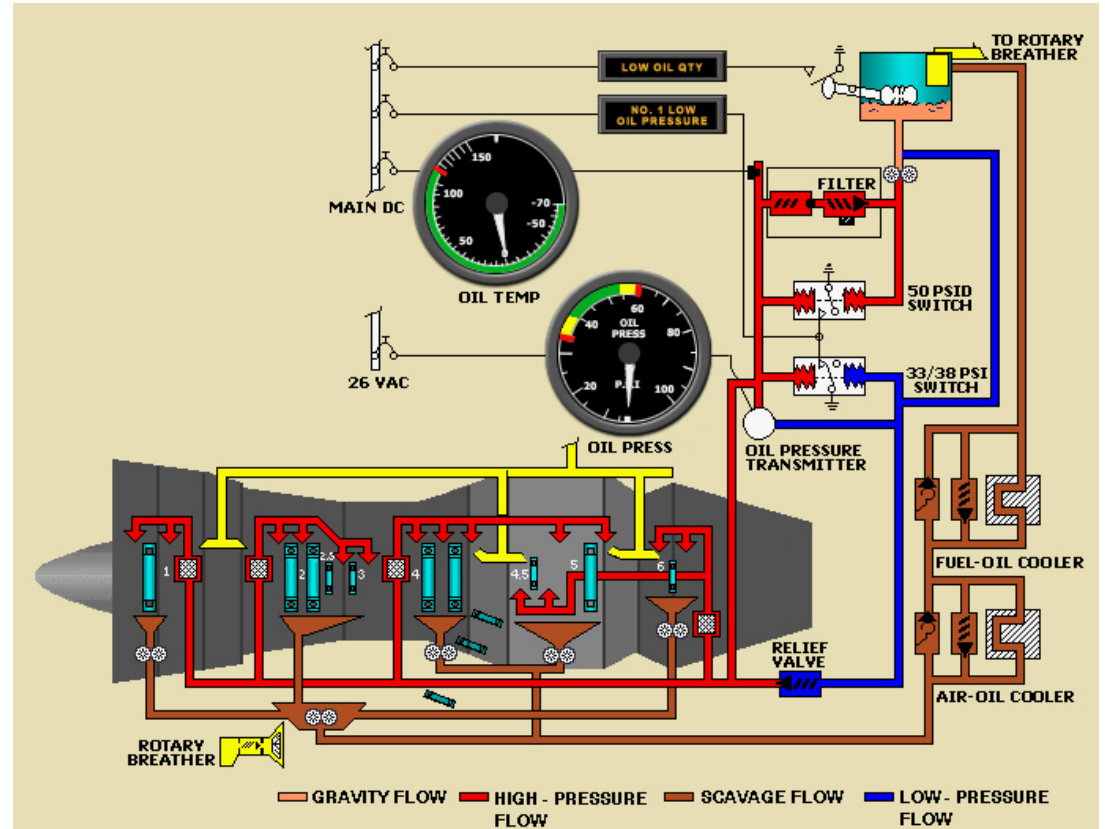 TO ROTARY
BREATHER
LOW OIL QTY
NO. 1 LOW
OIL PRESSURE
150
100
50
0
-50
-70
MAIN DC
OIL TEMP
FILTER
50 PSID
SWITCH
60
40
OIL
PRESS
80
20
P.S.I
100
26 VAC
OIL PRESS
33/38 PSI
SWITCH
OIL PRESSURE
TRANSMITTER
1
2
2.5
3
4
4.5
5
6
FUEL-OIL COOLER
RELIEF
VALVE
AIR-OIL COOLER
ROTARY
BREATHER
GRAVITY FLOW
HIGH - PRESSURE
FLOW
SCAVAGE FLOW
LOW - PRESSURE
FLOW